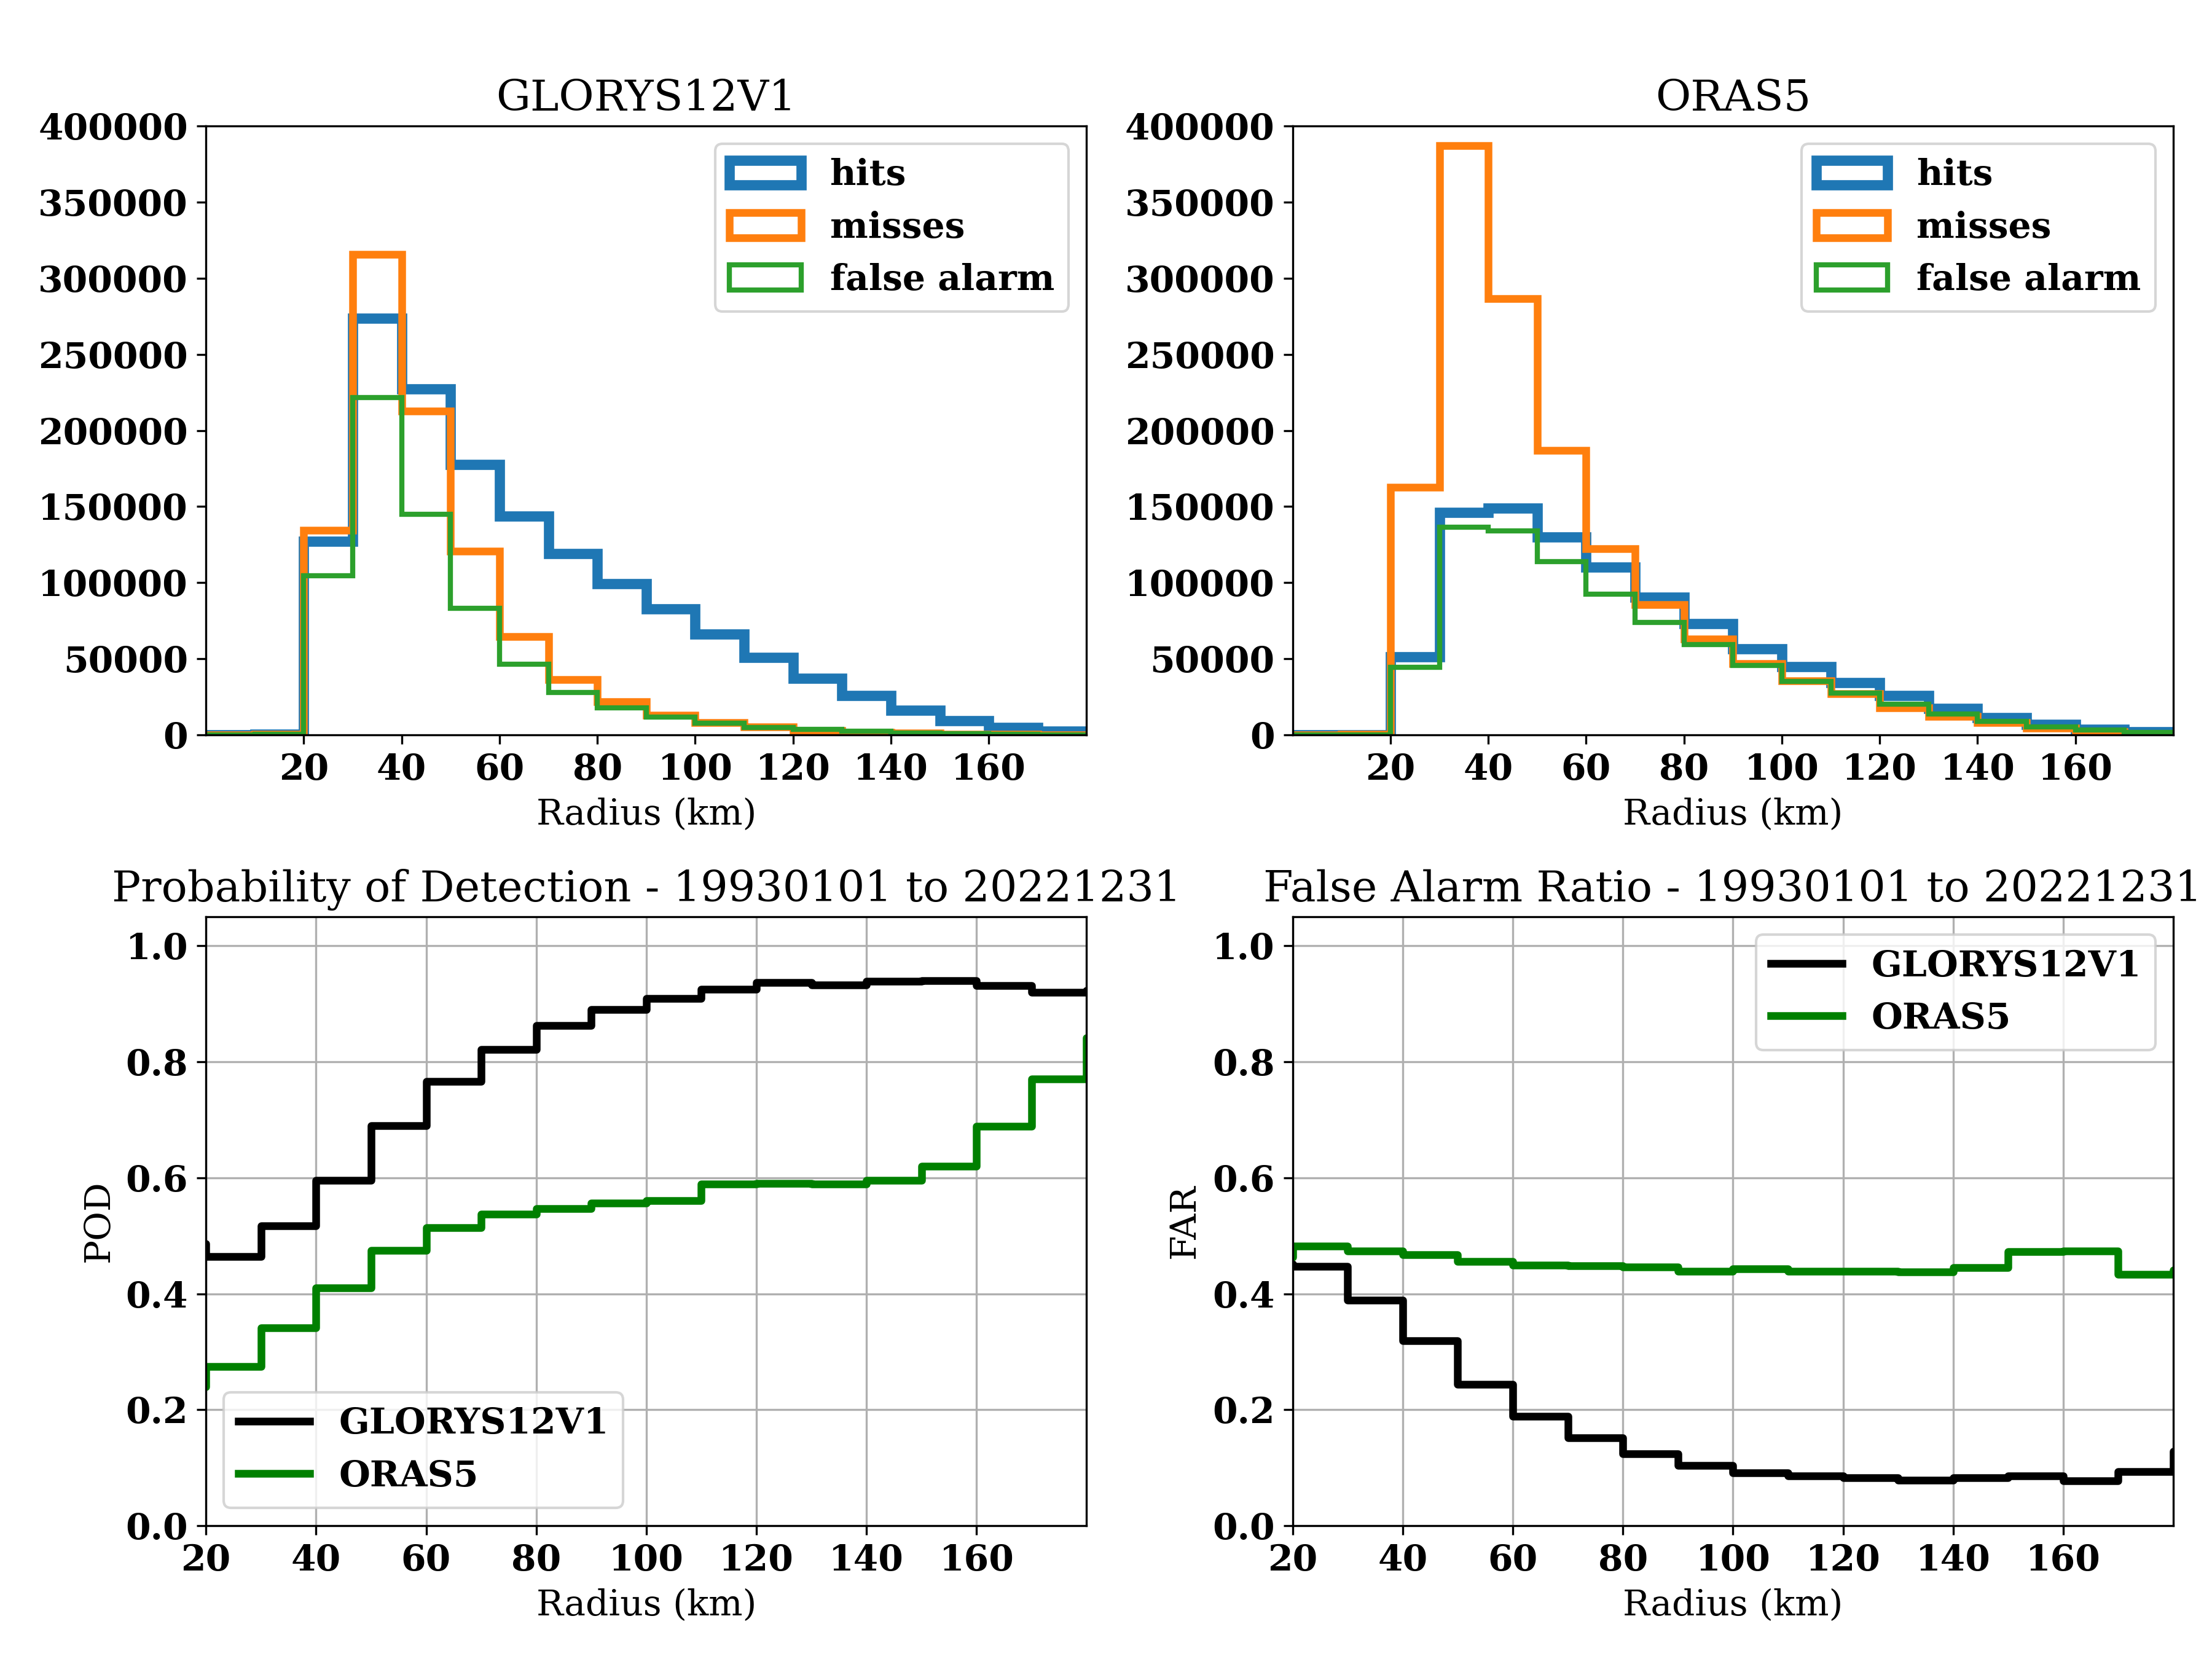 GLORYS12V1
400000
350000
300000
250000
200000
150000
100000
50000
0
hits
misses
false alarm
20 40 60 80 100 120 140 160
Radius (km)
ORAS5
400000
350000
300000
250000
200000
150000
100000
50000
0
hits
misses
false alarm
20 40 60 80 100 120 140 160
Radius (km)
Probability of Detection - 19930101 to 20221231
POD
1.0
0.8
0.6
0.4
0.2
0.0
GLORYS12V1
ORAS5
20 40 60 80 100 120 140 160
Radius (km)
False Alarm Ratio - 19930101 to 20221231
FAR
1.0
0.8
0.6
0.4
0.2
0.0
GLORYS12V1
ORAS5
20 40 60 80 100 120 140 160
Radius (km)